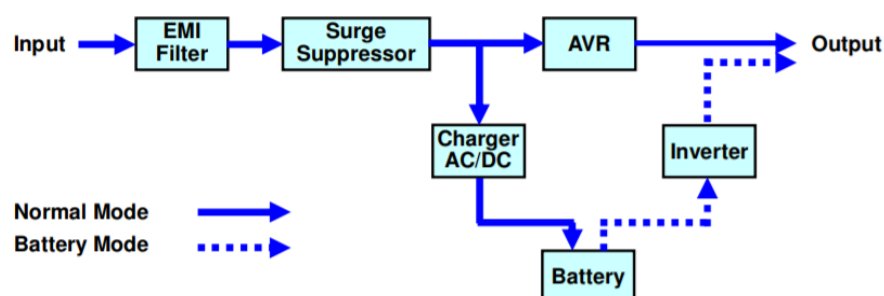 Input
EMI
Filter
Surge
Suppressor
AVR
Output
Charger
AC/DC
Inverter
Normal Mode
Battery Mode
Battery